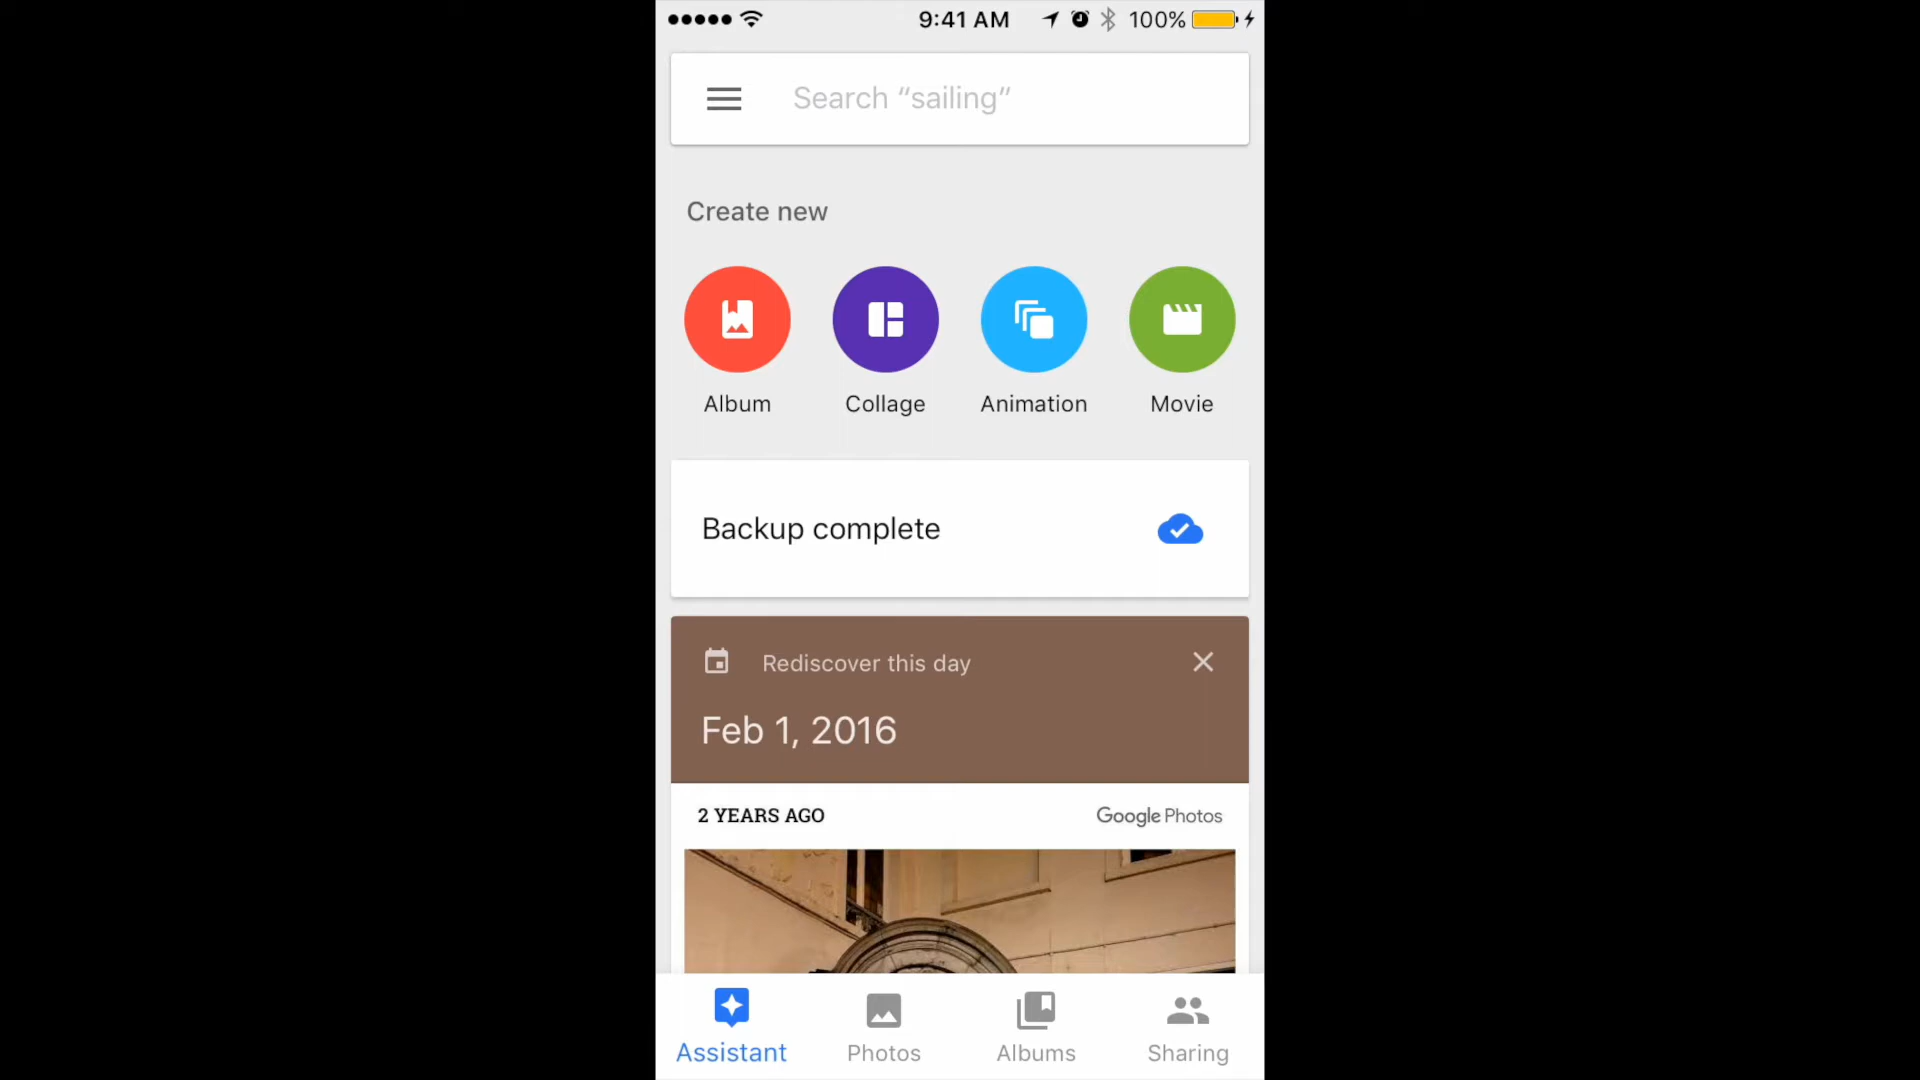 9:41 AM
100%
Search “sailing”
Create new
Album
Collage
Animation
Movie
Backup complete
Rediscover this day
Feb 1, 2016
2 YEARS AGO
Google Photos
Assistant
Photos
Albums
Sharing